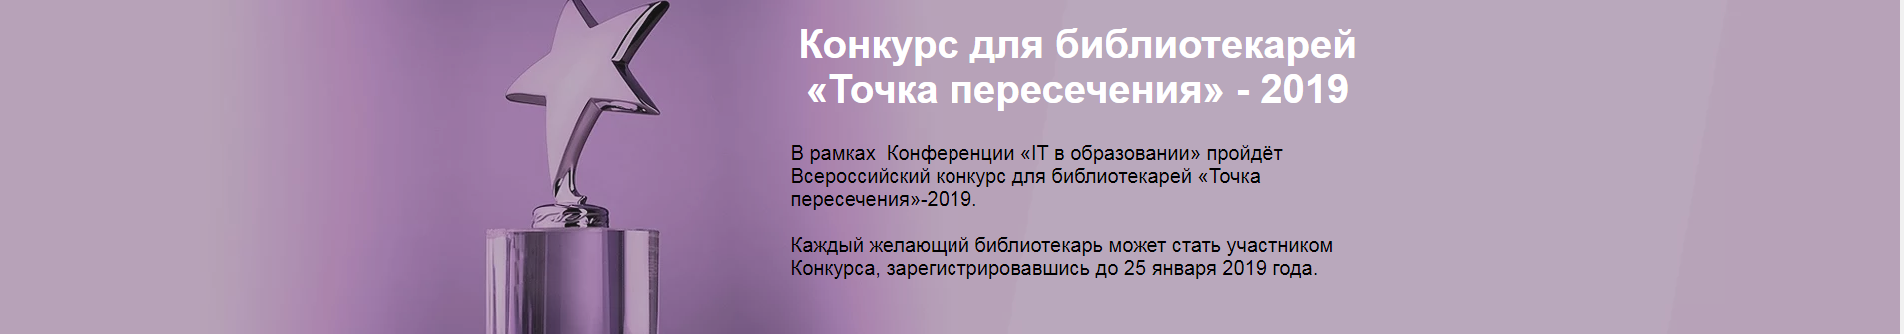 Конкурс для библиотекарей
«Точка пересечения» - 2019
В рамках  Конференции «IT в образовании» пройдёт
Всероссийский конкурс для библиотекарей «Точка
пересечения»-2019.
Каждый желающий библиотекарь может стать участником
Конкурса, зарегистрировавшись до 25 января 2019 года.